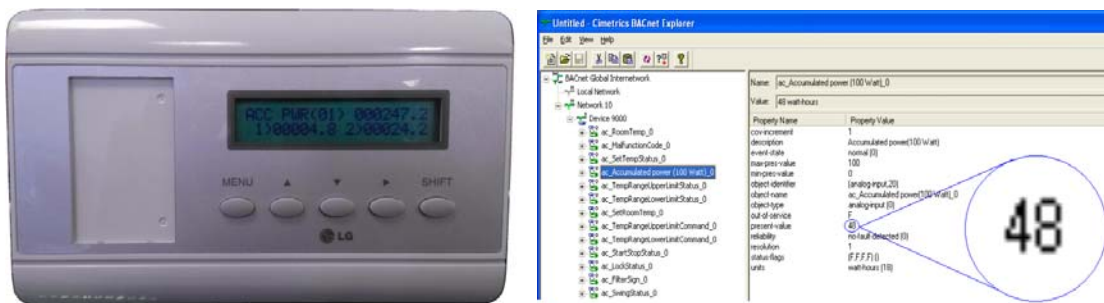 ACC PWR(01) 000247.2
1)00004.8 2)00024.2
MENU ▲ ▼ ► SHIFT
LG
Untitled - Cimetrics BACnet Explorer
File Edit View Help
BACnet Global Internetwork
Local Network
Network 10
Device 9000
ac_RoomTemp_0
ac_MalfunctionCode_0
ac_SetTempStatus_0
ac_Accumulated power (100 Watt)_0
ac_TempRangeUpperLimitStatus_0
ac_TempRangeLowerLimitStatus_0
ac_SetRoomTemp_0
ac_TempRangeUpperLimitCommand_0
ac_TempRangeLowerLimitCommand_0
ac_StartStopStatus_0
ac_LockStatus_0
ac_FilterSign_0
ac_SwingStatus_0
Name: ac_Accumulated power (100 Watt)_0
Value: 48 watt-hours
Property Name Property Value
cov-increment 1
description Accumulated power(100 Watt)
event-state normal (0)
max-pres-value 100
min-pres-value 0
object-identifier (analog-input,20)
object-name ac_Accumulated power(100 Watt)_0
object-type analog-input (0)
out-of-service F
present-value 48
reliability no-fault-detected (0)
resolution 1
status-flags (F,F,F,F) ()
units watt-hours (18)
48